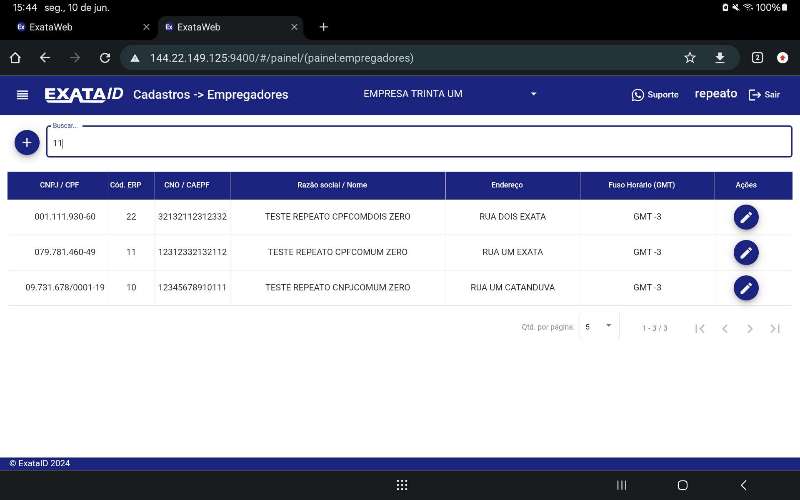 15:44 seg., 10 de jun. 100%
Ex ExataWeb
Ex ExataWeb
144.22.149.125:9400/#/painel/(painel:empregadores) 2
EXATAID Cadastros -> Empregadores EMPRESA TRINTA UM Suporte repeato Sair
Buscar...
11
CNPJ / CPF Cód. ERP CNO / CAEPF Razão social / Nome Endereço Fuso Horário (GMT) Ações
001.111.930-60 22 32132112312332 TESTE REPEATO CPFCOMDOIS ZERO RUA DOIS EXATA GMT -3
079.781.460-49 11 12312332132112 TESTE REPEATO CPFCOMUM ZERO RUA UM EXATA GMT -3
09.731.678/0001-19 10 12345678910111 TESTE REPEATO CNPJCOMUM ZERO RUA UM CATANDUVA GMT -3
Qtd. por página: 5 1 - 3 / 3
© ExataID 2024